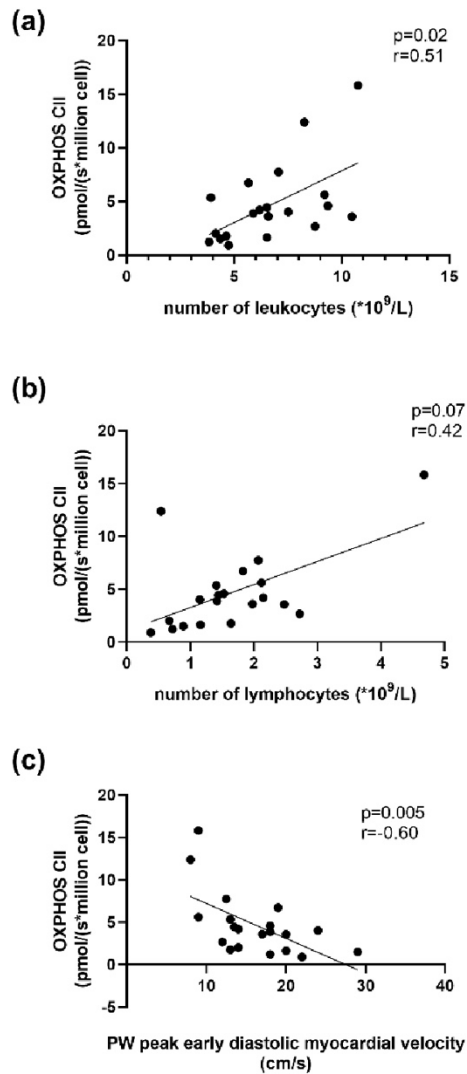 (a)
p=0.02
r=0.51
OXPHOS CII
(pmol/(s*million cell))
20
15
10
5
0
0
5
10
15
number of leukocytes (*10⁹/L)
(b)
p=0.07
r=0.42
OXPHOS CII
(pmol/(s*million cell))
20
15
10
5
0
0
1
2
3
4
5
number of lymphocytes (*10⁹/L)
(c)
p=0.005
r=-0.60
OXPHOS CII
(pmol/(s*million cell))
20
15
10
5
0
-5
10
20
30
40
PW peak early diastolic myocardial velocity
(cm/s)